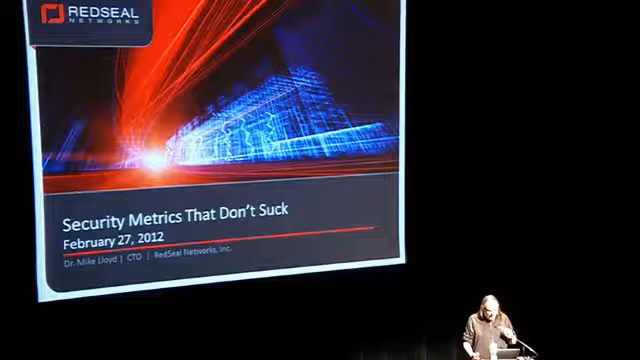 REDSEAL
NETWORKS
Security Metrics That Don't Suck
February 27, 2012
Dr. Mike Lloyd | CTO | RedSeal Networks, Inc.